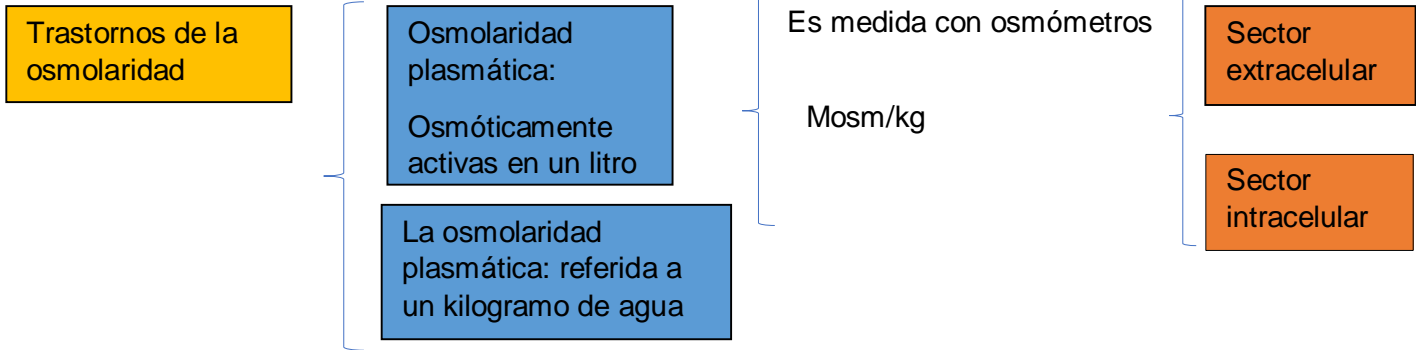 Trastornos de la
osmolaridad
Osmolaridad
plasmática:
Osmóticamente
activas en un litro
La osmolaridad
plasmática: referida a
un kilogramo de agua
Es medida con osmómetros
Mosm/kg
Sector
extracelular
Sector
intracelular